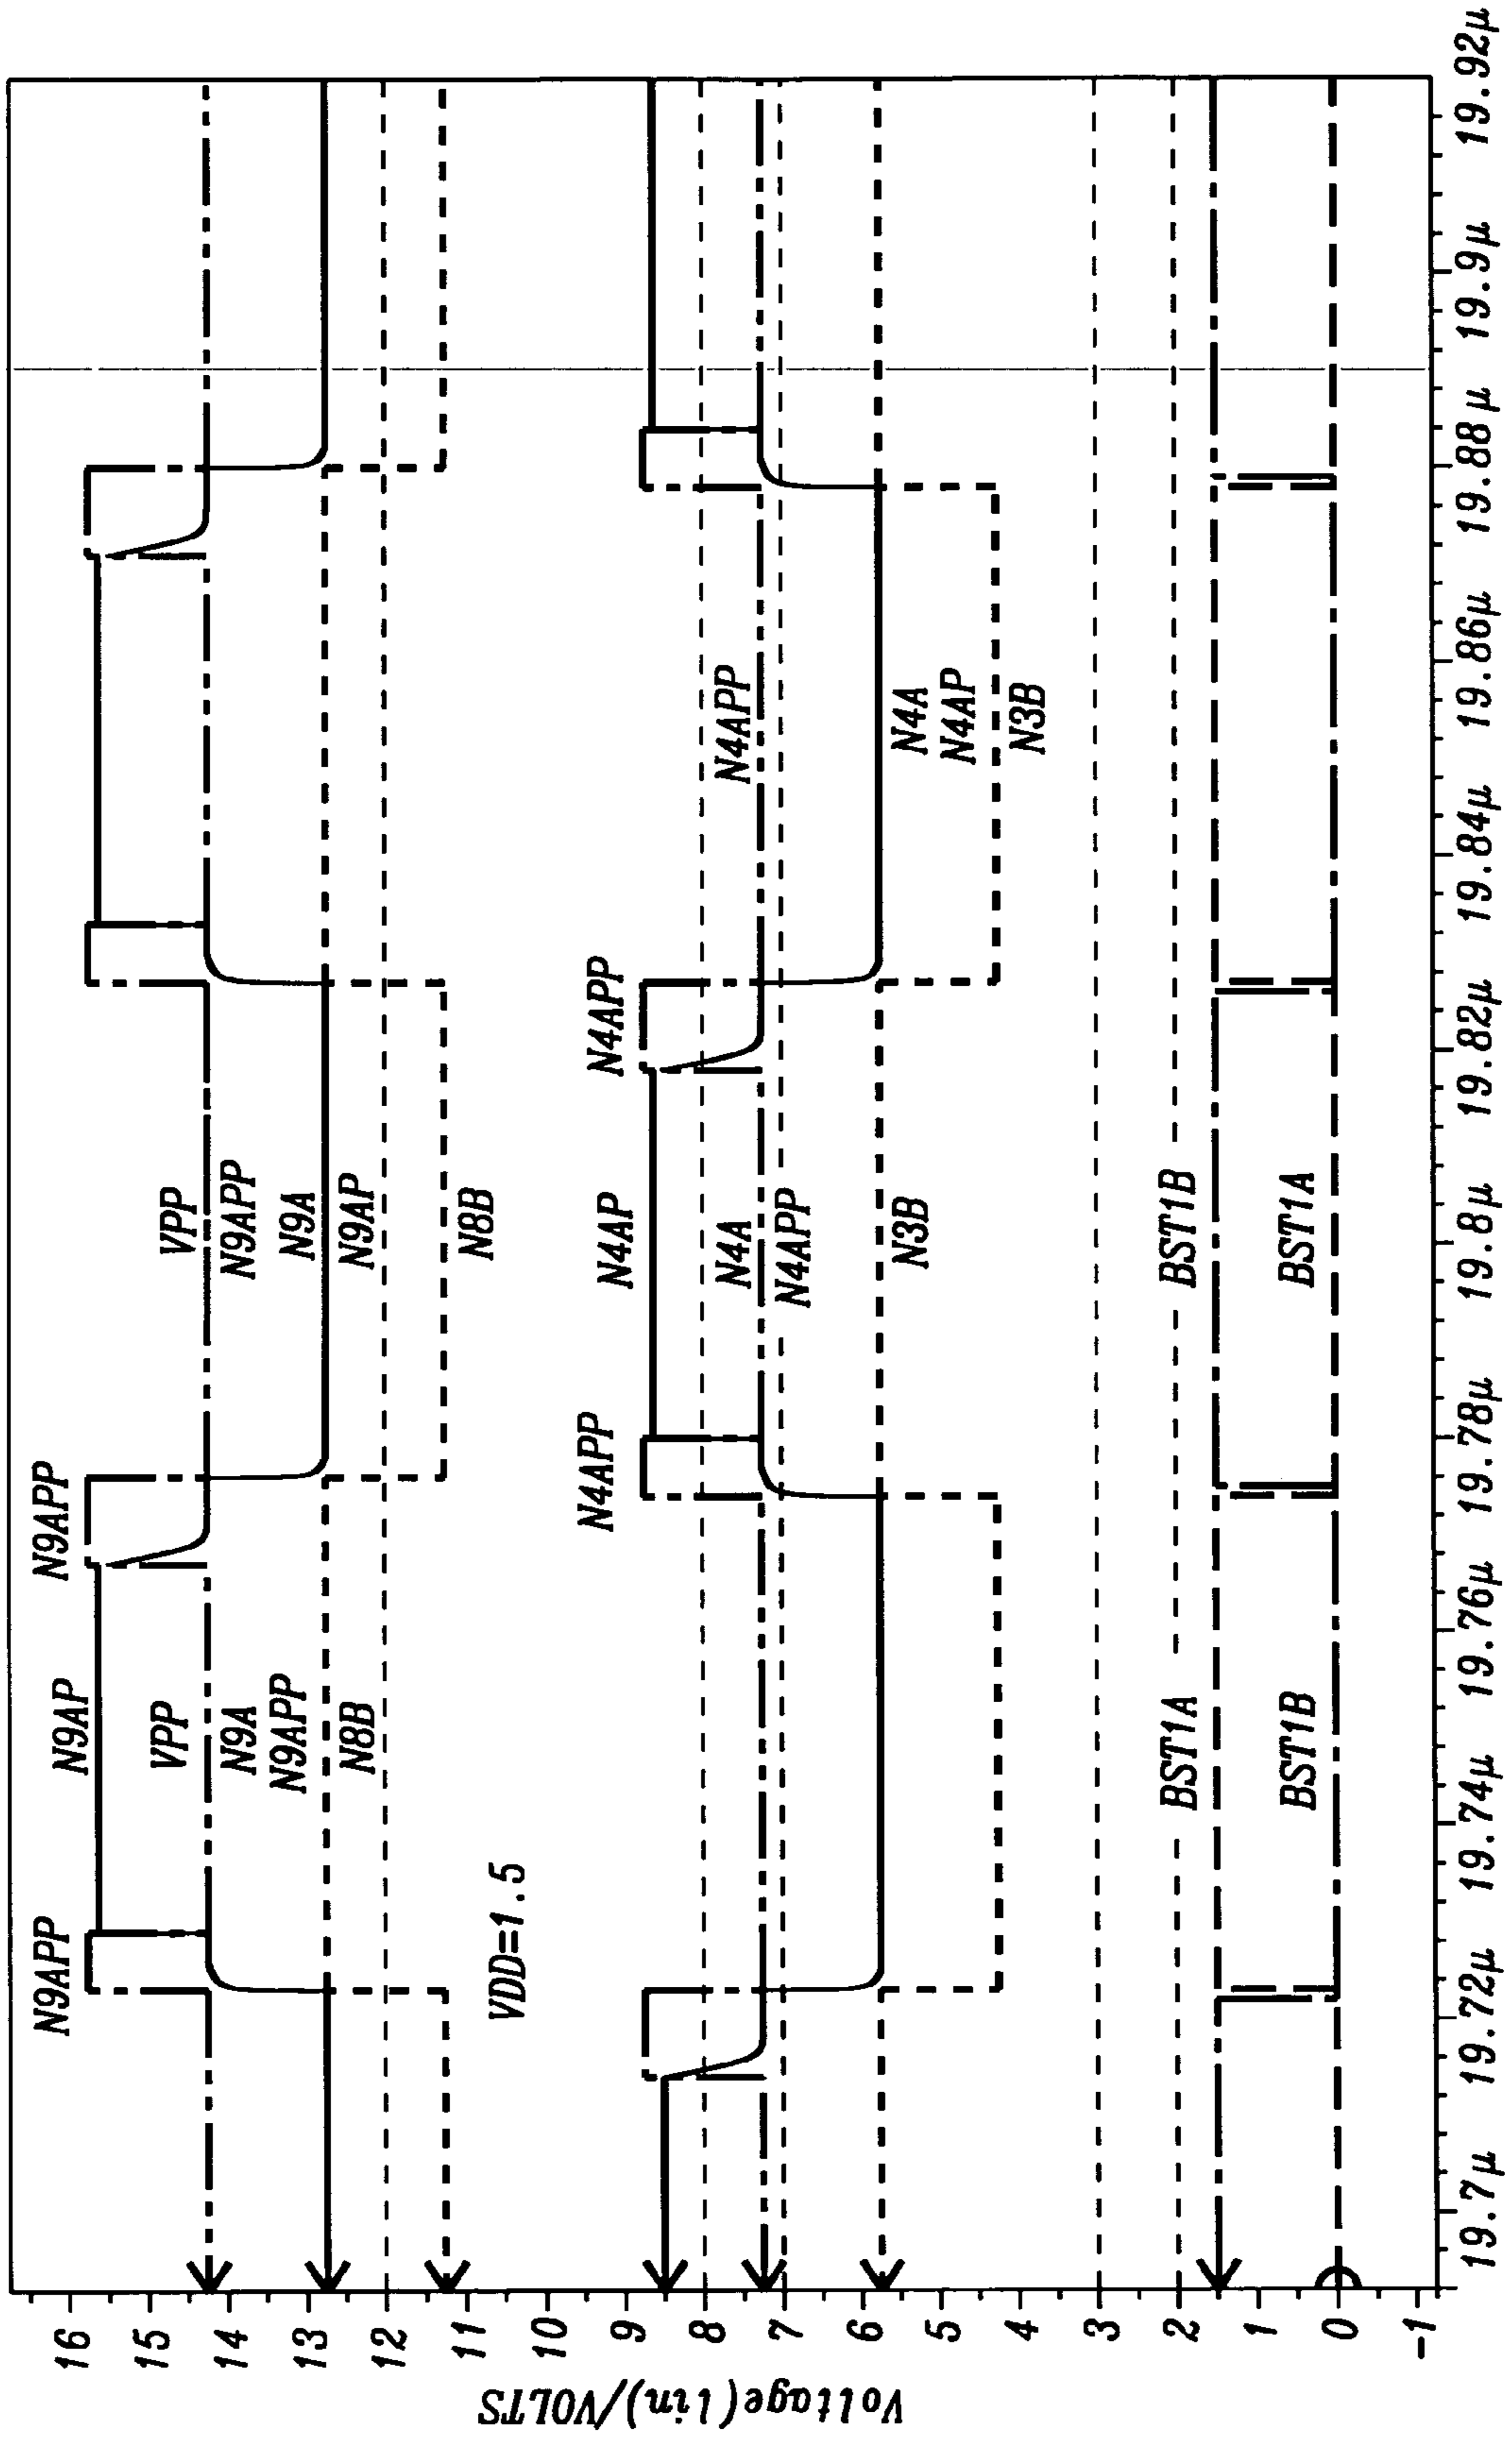 Voltage(lin)/VOLTS
16
15
14
13
12
11
10
9
8
7
6
5
4
3
2
1
0
-1
N9APP
N9AP
N9APP
VPP
VPP
N9A
N9APP
N9APP
N9A
N8B
N9AP
N8B
VDD=1.5
N4APP
N4AP
N4APP
N4A
N4APP
N4APP
N3B
N4A
N4AP
N3B
BST1A
BST1B
BST1B
BST1A
19.7μ
19.72μ
19.74μ
19.76μ
19.78μ
19.8μ
19.82μ
19.84μ
19.86μ
19.88μ
19.9μ
19.92μ